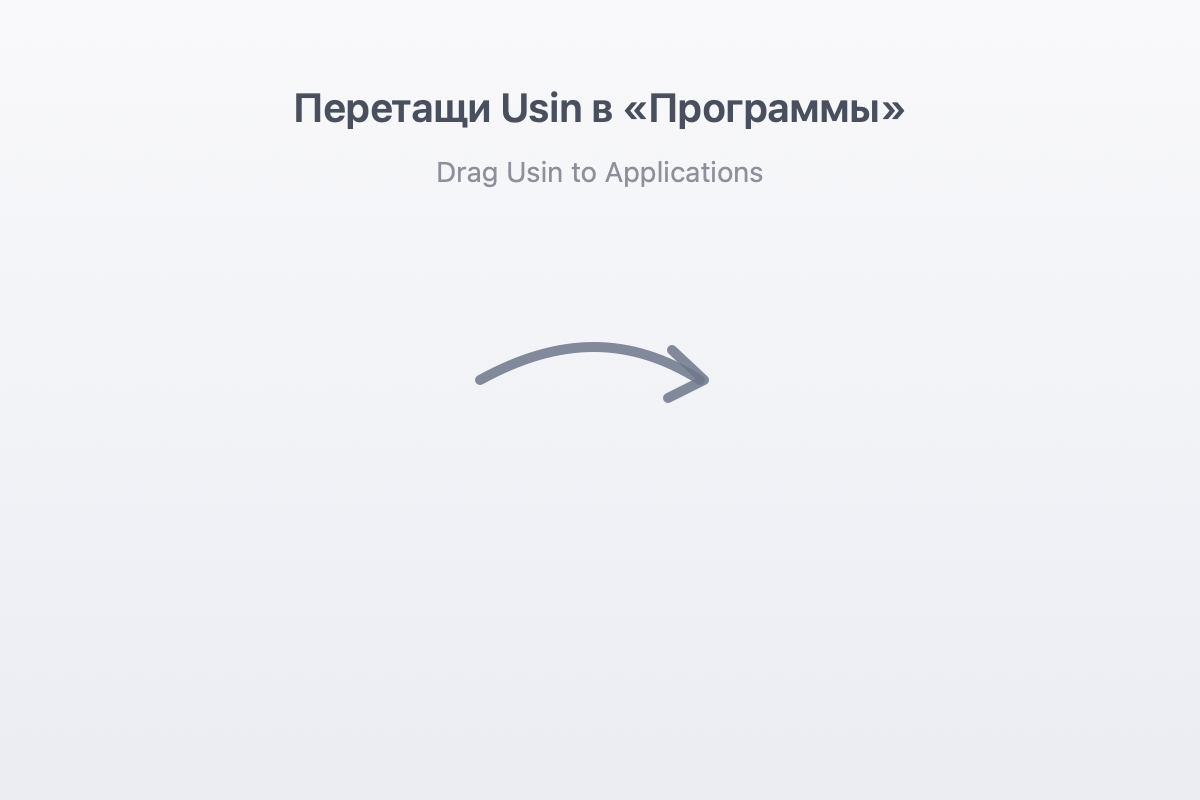 Перетащи Usin в «Программы»
Drag Usin to Applications